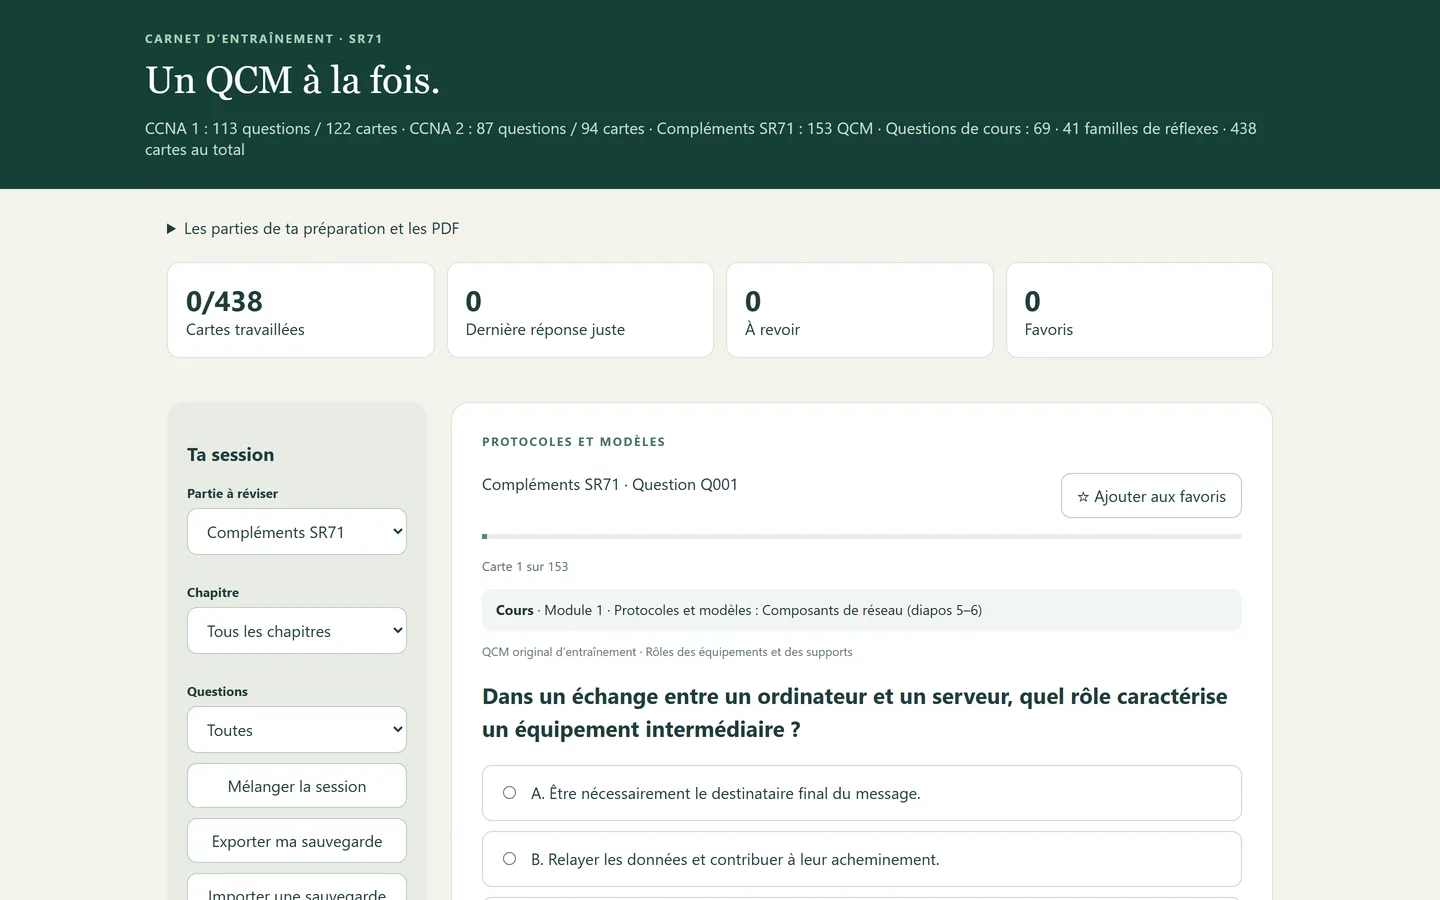 CARNET D’ENTRAÎNEMENT · SR71
Un QCM à la fois.
CCNA 1 : 113 questions / 122 cartes · CCNA 2 : 87 questions / 94 cartes · Compléments SR71 : 153 QCM · Questions de cours : 69 · 41 familles de réflexes · 438
cartes au total
▶ Les parties de ta préparation et les PDF
0/438
Cartes travaillées
0
Dernière réponse juste
0
À revoir
0
Favoris
Ta session
Partie à réviser
Compléments SR71
Chapitre
Tous les chapitres
Questions
Toutes
Mélanger la session
Exporter ma sauvegarde
Importer une sauvegarde
PROTOCOLES ET MODÈLES
Compléments SR71 · Question Q001
☆ Ajouter aux favoris
Carte 1 sur 153
Cours · Module 1 · Protocoles et modèles : Composants de réseau (diapos 5–6)
QCM original d’entraînement · Rôles des équipements et des supports
Dans un échange entre un ordinateur et un serveur, quel rôle caractérise
un équipement intermédiaire ?
A. Être nécessairement le destinataire final du message.
B. Relayer les données et contribuer à leur acheminement.